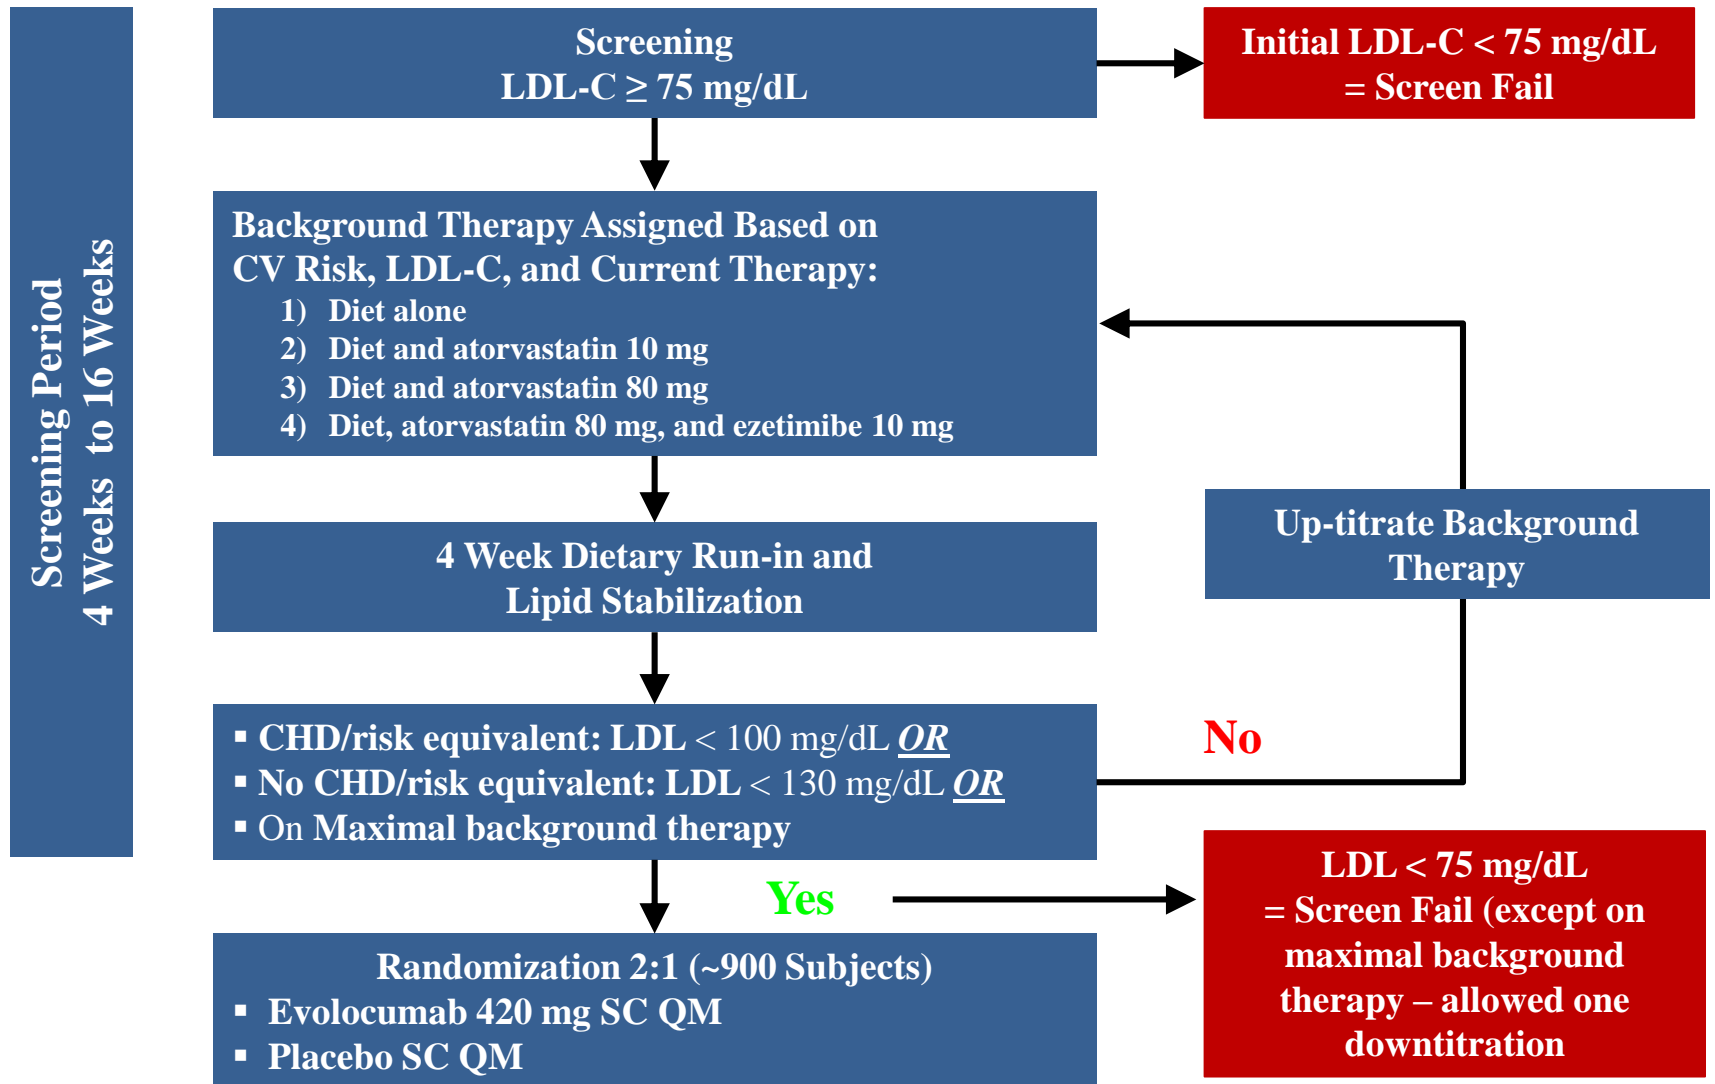 Screening Period
4 Weeks to 16 Weeks
Screening
LDL-C ≥ 75 mg/dL
Initial LDL-C < 75 mg/dL
= Screen Fail
Background Therapy Assigned Based on
CV Risk, LDL-C, and Current Therapy:
1) Diet alone
2) Diet and atorvastatin 10 mg
3) Diet and atorvastatin 80 mg
4) Diet, atorvastatin 80 mg, and ezetimibe 10 mg
4 Week Dietary Run-in and
Lipid Stabilization
Up-titrate Background
Therapy
▪ CHD/risk equivalent: LDL < 100 mg/dL OR
▪ No CHD/risk equivalent: LDL < 130 mg/dL OR
▪ On Maximal background therapy
No
Yes
LDL < 75 mg/dL
= Screen Fail (except on
maximal background
therapy – allowed one
downtitration
Randomization 2:1 (~900 Subjects)
▪ Evolocumab 420 mg SC QM
▪ Placebo SC QM